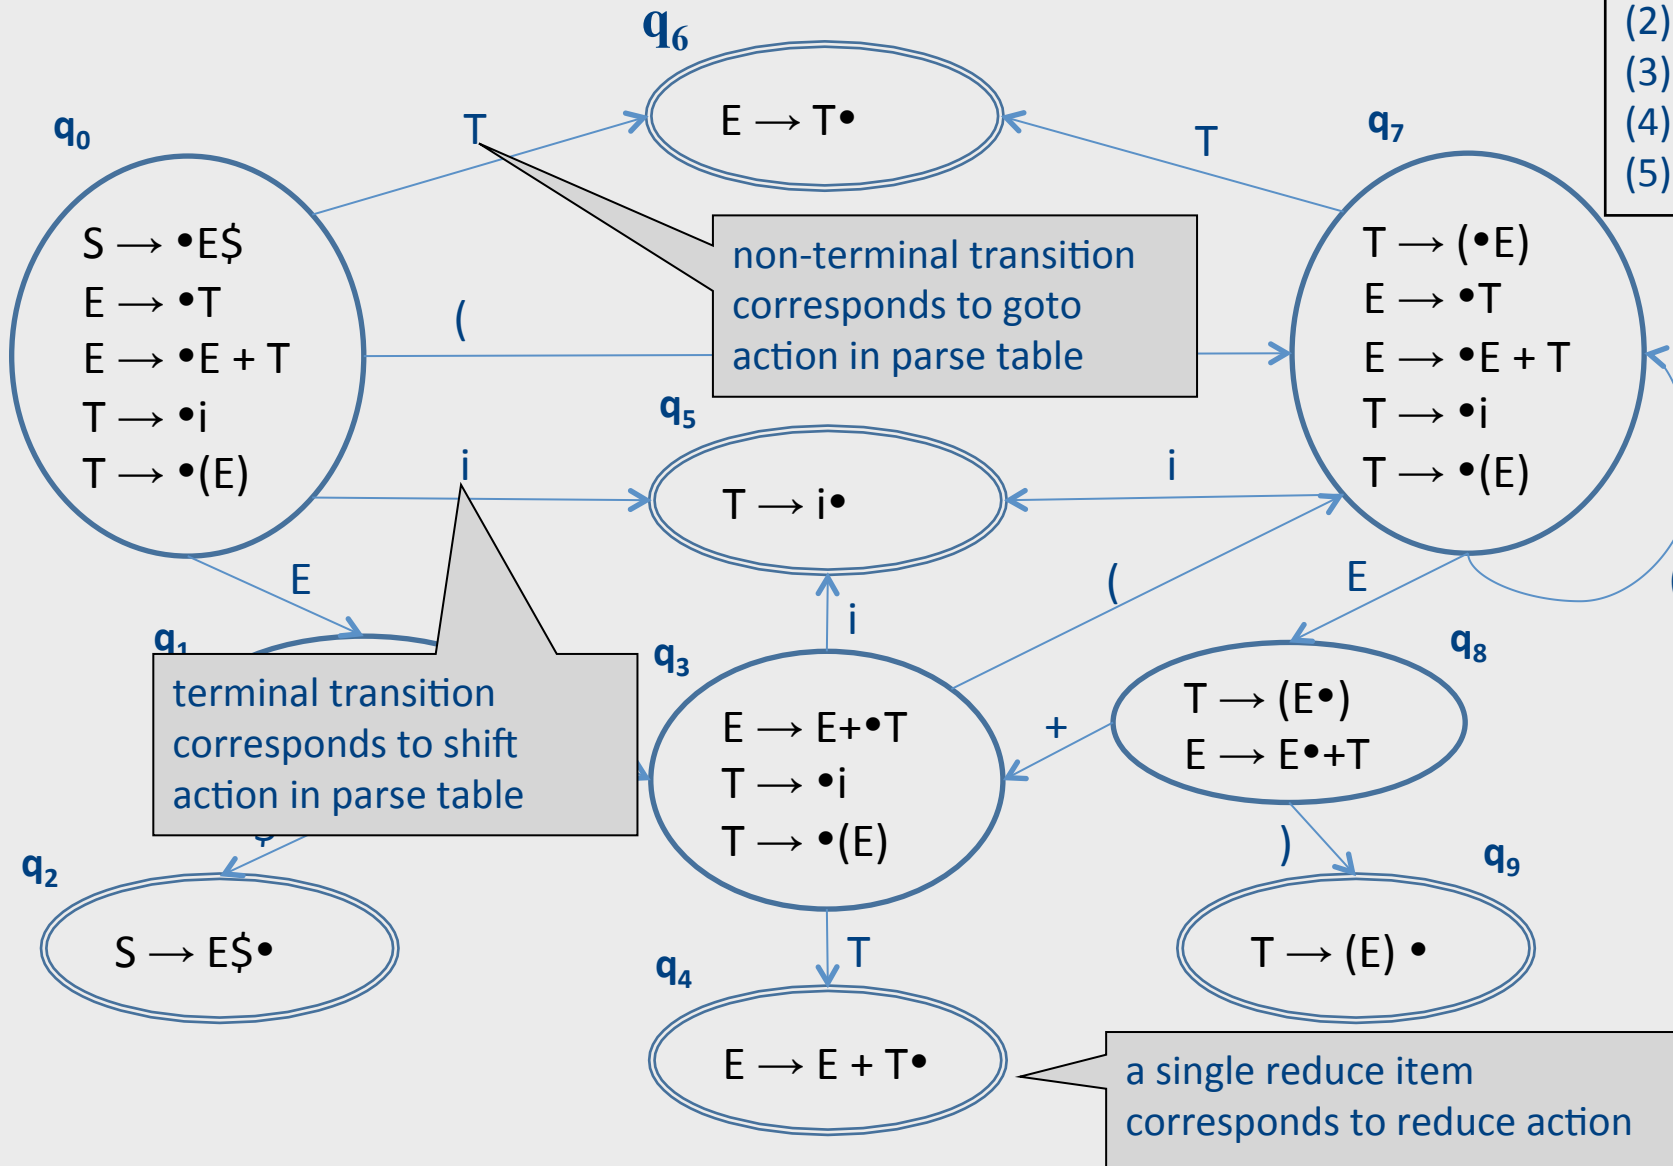 q6
(2)
(3)
(4)
(5)
q0
T
E → T•
T
q7
S → •E$
E → •T
E → •E + T
T → •i
T → •(E)
(
non-terminal transition
corresponds to goto
action in parse table
T → (•E)
E → •T
E → •E + T
T → •i
T → •(E)
q5
i
T → i•
i
E
i
(
E
(
q1
terminal transition
corresponds to shift
action in parse table
q3
E → E+•T
T → •i
T → •(E)
+
q8
T → (E•)
E → E•+T
$
)
q2
S → E$•
T
q9
T → (E) •
q4
E → E + T•
a single reduce item
corresponds to reduce action